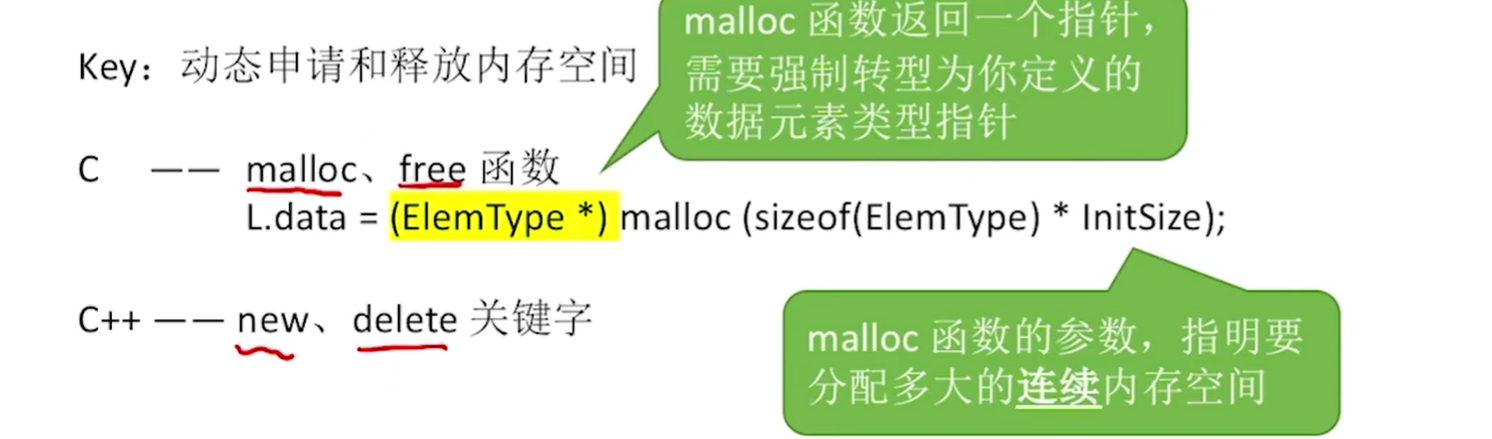 malloc 函数返回一个指针，
需要强制转型为你定义的
数据元素类型指针
Key：动态申请和释放内存空间
C —— malloc、free 函数
L.data = (ElemType *) malloc (sizeof(ElemType) * InitSize);
C++ —— new、delete 关键字
malloc 函数的参数，指明要
分配多大的连续内存空间